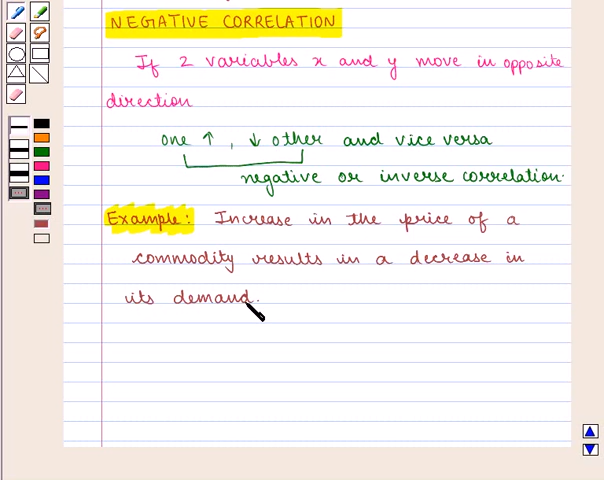 NEGATIVE CORRELATION
If 2 variables x and y move in opposite
direction
one ↑ , ↓ other and vice versa
negative or inverse correlation.
Example: Increase in the price of a
commodity results in a decrease in
its demand.